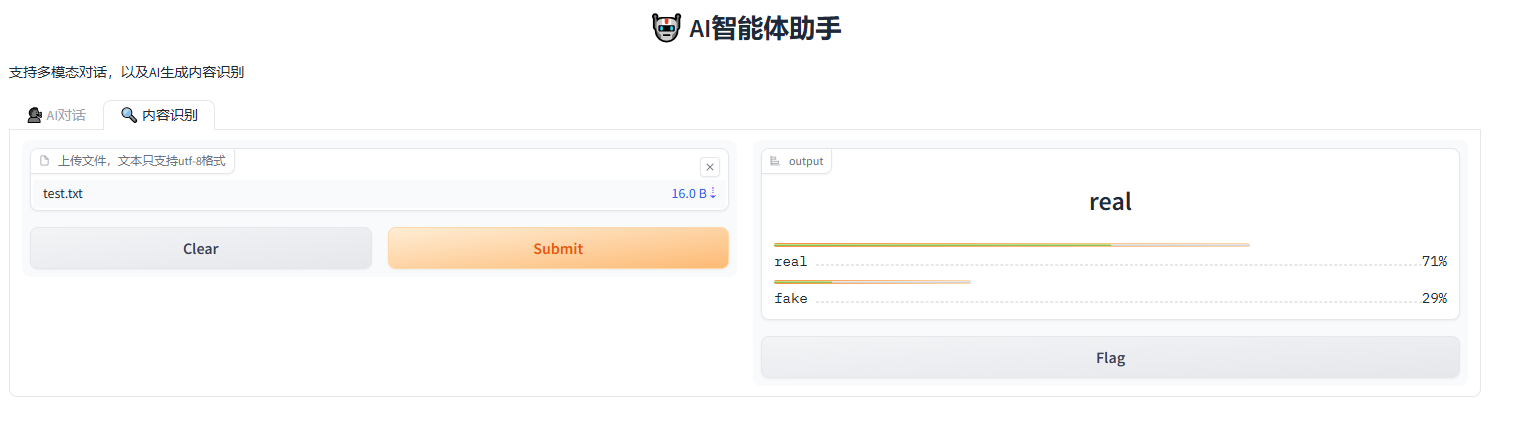 AI智能体助手
支持多模态对话，以及AI生成内容识别
AI对话 内容识别
上传文件，文本只支持utf-8格式
test.txt 16.0 B ⇣
Clear Submit
output
real
real 71%
fake 29%
Flag